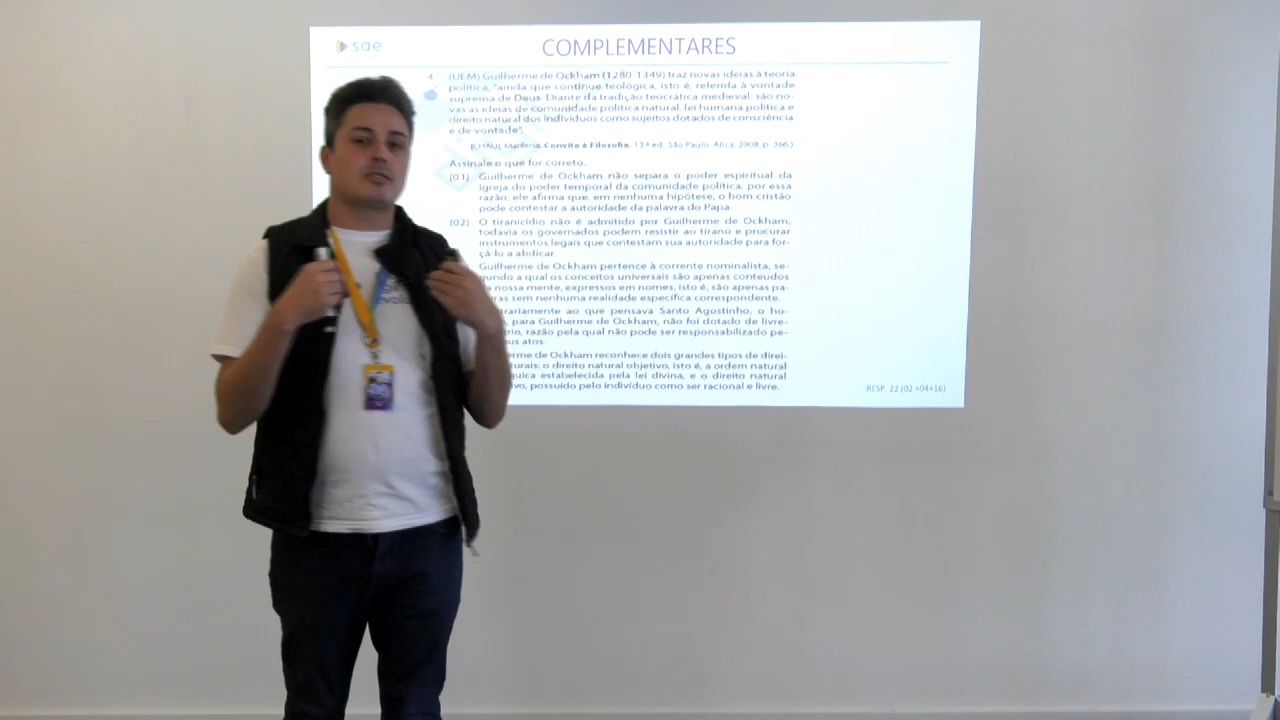 sae
COMPLEMENTARES
4. (UEM) Guilherme de Ockham (1280-1349) traz novas ideias à teoria
política, "ainda que continue teológica, isto é, referida à vontade
suprema de Deus. Diante da tradição teocrática medieval, são no-
vas as ideias de comunidade política natural, lei humana política e
direito natural dos indivíduos como sujeitos dotados de consciência
e de vontade".
(CHAUI, Marilena. Convite à Filosofia. 13ª ed. São Paulo: Ática, 2008. p. 366.)
Assinale o que for correto.
(01) Guilherme de Ockham não separa o poder espiritual da
Igreja do poder temporal da comunidade política; por essa
razão, ele afirma que, em nenhuma hipótese, o bom cristão
pode contestar a autoridade da palavra do Papa.
(02) O tiranicídio não é admitido por Guilherme de Ockham,
todavia os governados podem resistir ao tirano e procurar
instrumentos legais que contestam sua autoridade para for-
çá-lo a abdicar.
Guilherme de Ockham pertence à corrente nominalista, se-
gundo a qual os conceitos universais são apenas conteúdos
nossa mente, expressos em nomes, isto é, são apenas pa-
ras sem nenhuma realidade específica correspondente.
trariamente ao que pensava Santo Agostinho, o ho-
, para Guilherme de Ockham, não foi dotado de livre-
rio, razão pela qual não pode ser responsabilizado pe-
us atos.
erme de Ockham reconhece dois grandes tipos de direi-
turais: o direito natural objetivo, isto é, a ordem natural
quica estabelecida pela lei divina, e o direito natural
vo, possuído pelo indivíduo como ser racional e livre.
RESP. 22 (02+04+16)